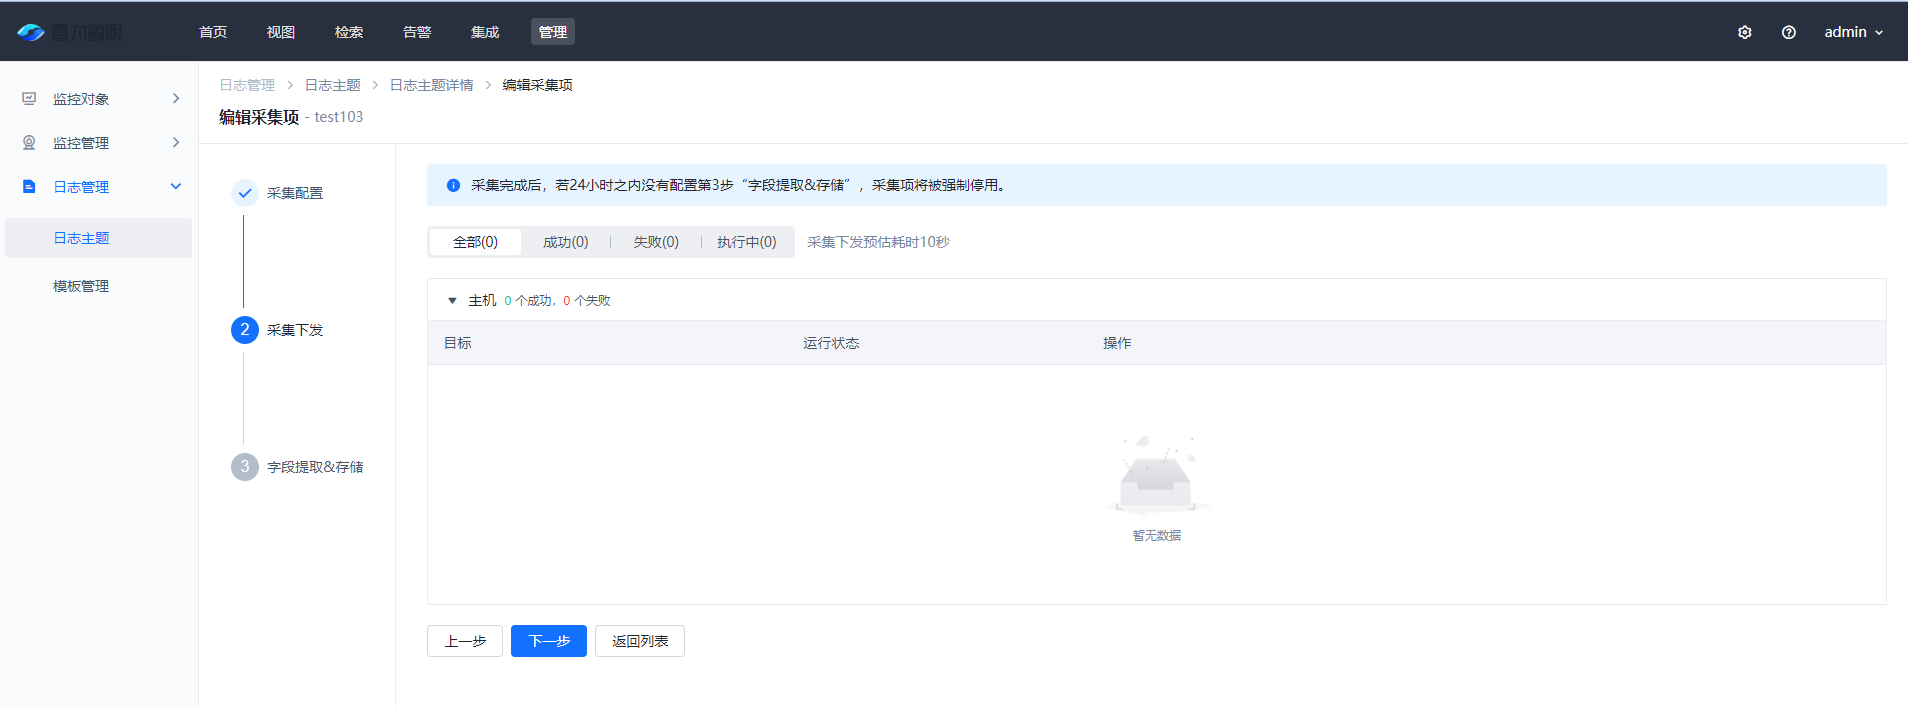 嘉为鲸眼 首页 视图 检索 告警 集成 管理 admin
监控对象
监控管理
日志管理
日志主题
模板管理
日志管理 > 日志主题 > 日志主题详情 > 编辑采集项
编辑采集项 - test103
采集配置
2 采集下发
3 字段提取&存储
采集完成后，若24小时之内没有配置第3步“字段提取&存储”，采集项将被强制停用。
全部(0) 成功(0) 失败(0) 执行中(0) 采集下发预估耗时10秒
主机 0 个成功, 0 个失败
目标 运行状态 操作
暂无数据
上一步 下一步 返回列表